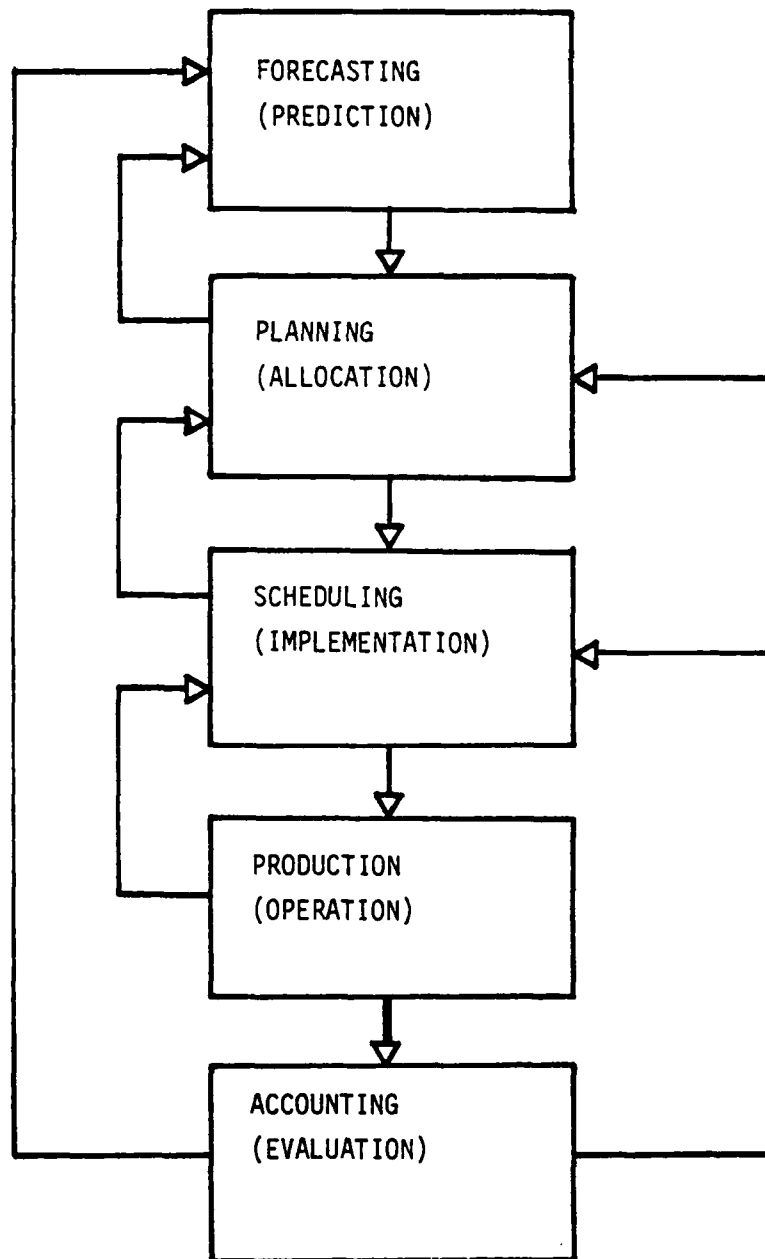 FORECASTING
(PREDICTION)
PLANNING
(ALLOCATION)
SCHEDULING
(IMPLEMENTATION)
PRODUCTION
(OPERATION)
ACCOUNTING
(EVALUATION)